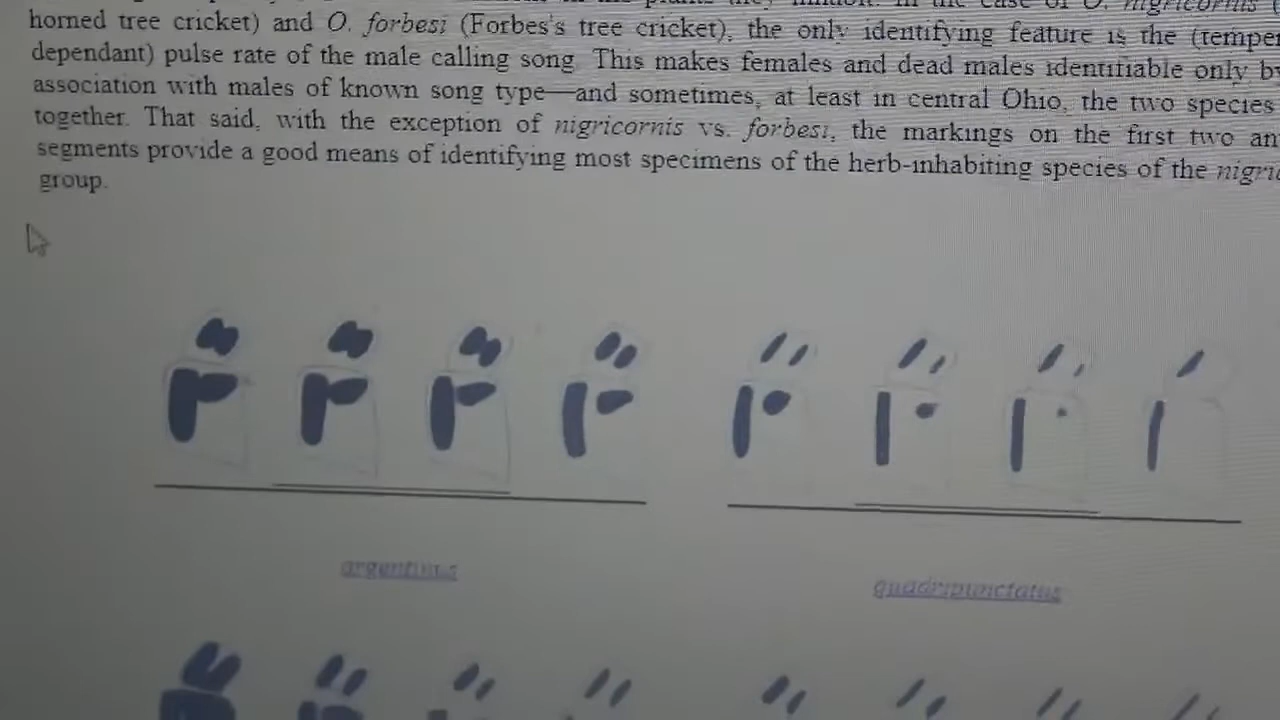 horned tree cricket) and O. forbesi (Forbes's tree cricket), the only identifying feature is the (temper
dependant) pulse rate of the male calling song. This makes females and dead males identifiable only by
association with males of known song type—and sometimes, at least in central Ohio, the two species
together. That said, with the exception of nigricornis vs. forbesi, the markings on the first two an
segments provide a good means of identifying most specimens of the herb-inhabiting species of the nigri
group.
argentinus
quadripunctatus